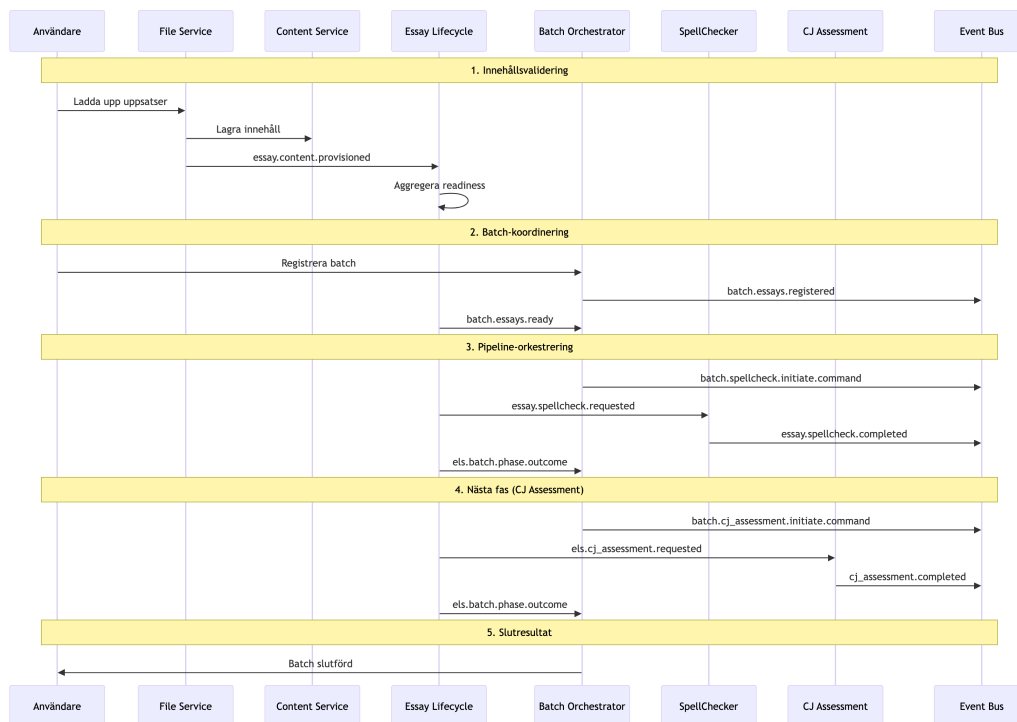 Användare
File Service
Content Service
Essay Lifecycle
Batch Orchestrator
SpellChecker
CJ Assessment
Event Bus
1. Innehållsvalidering
Ladda upp uppsatser
Lagra innehåll
essay.content.provisioned
Aggregera readiness
2. Batch-koordinering
Registrera batch
batch.essays.registered
batch.essays.ready
3. Pipeline-orkestrering
batch.spellcheck.initiate.command
essay.spellcheck.requested
essay.spellcheck.completed
els.batch.phase.outcome
4. Nästa fas (CJ Assessment)
batch.cj_assessment.initiate.command
els.cj_assessment.requested
cj_assessment.completed
els.batch.phase.outcome
5. Slutresultat
Batch slutförd
Användare
File Service
Content Service
Essay Lifecycle
Batch Orchestrator
SpellChecker
CJ Assessment
Event Bus